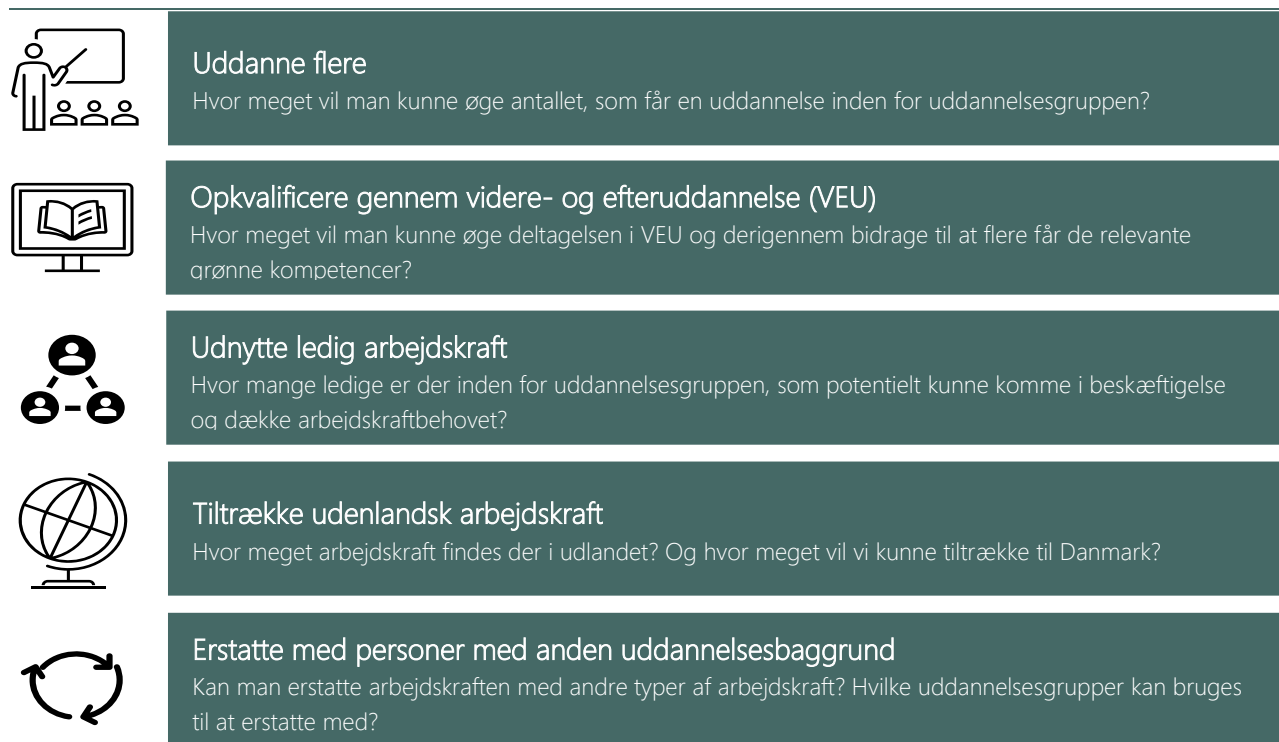 Uddanne flere
Hvor meget vil man kunne øge antallet, som får en uddannelse inden for uddannelsesgruppen?
Opkvalificere gennem videre- og efteruddannelse (VEU)
Hvor meget vil man kunne øge deltagelsen i VEU og derigennem bidrage til at flere får de relevante
grønne kompetencer?
Udnytte ledig arbejdskraft
Hvor mange ledige er der inden for uddannelsesgruppen, som potentielt kunne komme i beskæftigelse
og dække arbejdskraftbehovet?
Tiltrække udenlandsk arbejdskraft
Hvor meget arbejdskraft findes der i udlandet? Og hvor meget vil vi kunne tiltrække til Danmark?
Erstatte med personer med anden uddannelsesbaggrund
Kan man erstatte arbejdskraften med andre typer af arbejdskraft? Hvilke uddannelsesgrupper kan bruges
til at erstatte med?